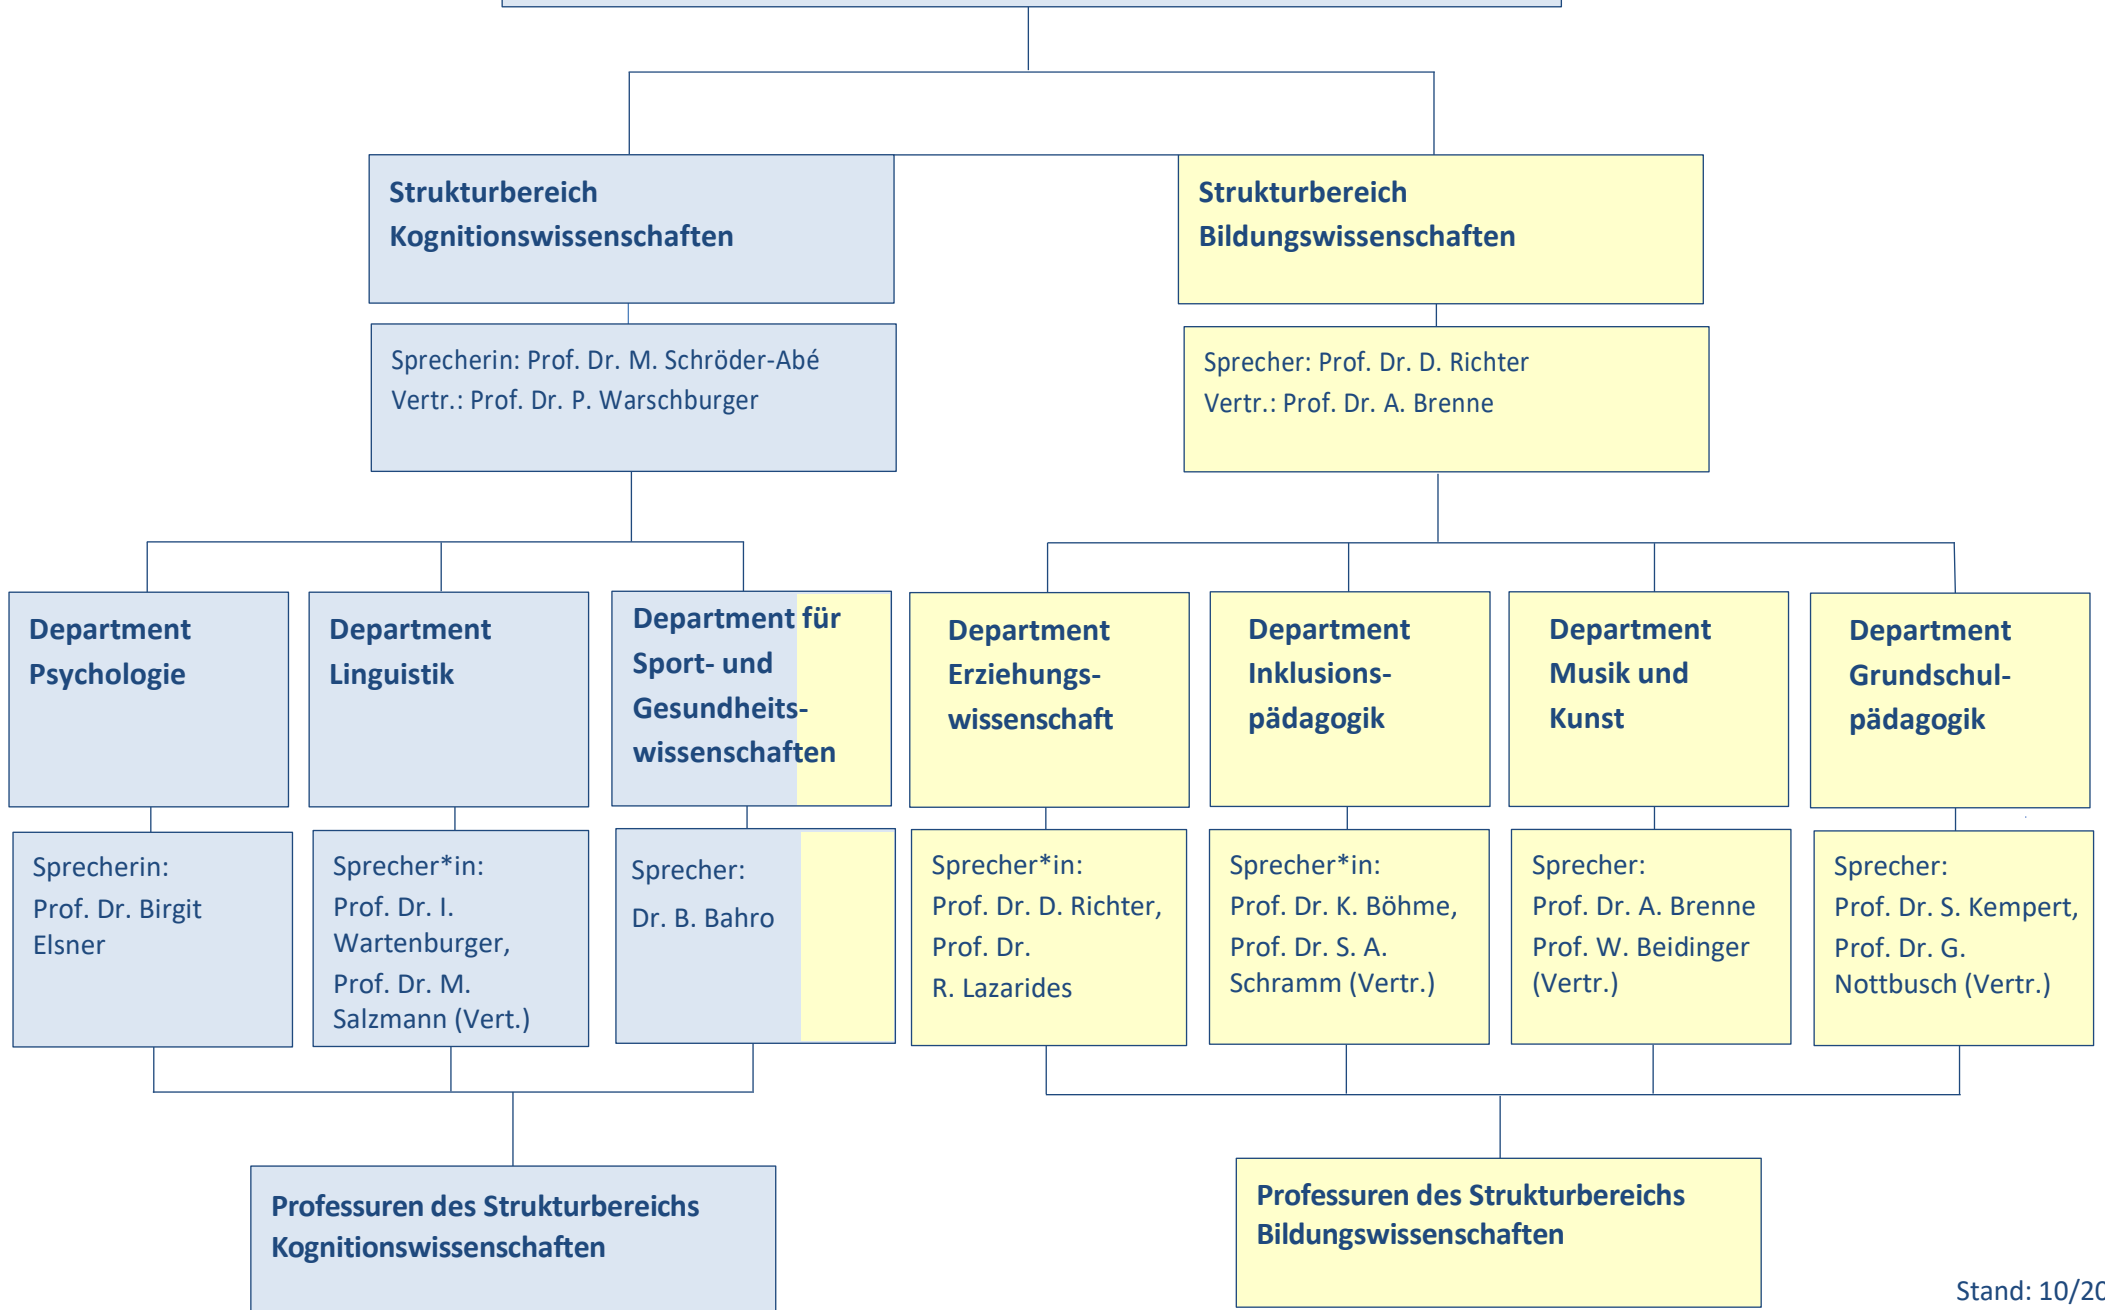 Strukturbereich
Kognitionswissenschaften
Strukturbereich
Bildungswissenschaften
Sprecherin: Prof. Dr. M. Schröder-Abé
Vertr.: Prof. Dr. P. Warschburger
Sprecher: Prof. Dr. D. Richter
Vertr.: Prof. Dr. A. Brenne
Department
Psychologie
Department
Linguistik
Department für
Sport- und
Gesundheits-
wissenschaften
Department
Erziehungs-
wissenschaft
Department
Inklusions-
pädagogik
Department
Musik und
Kunst
Department
Grundschul-
pädagogik
Sprecherin:
Prof. Dr. Birgit
Elsner
Sprecher*in:
Prof. Dr. I.
Wartenburger,
Prof. Dr. M.
Salzmann (Vert.)
Sprecher:
Dr. B. Bahro
Sprecher*in:
Prof. Dr. D. Richter,
Prof. Dr.
R. Lazarides
Sprecher*in:
Prof. Dr. K. Böhme,
Prof. Dr. S. A.
Schramm (Vertr.)
Sprecher:
Prof. Dr. A. Brenne
Prof. W. Beidinger
(Vertr.)
Sprecher:
Prof. Dr. S. Kempert,
Prof. Dr. G.
Nottbusch (Vertr.)
Professuren des Strukturbereichs
Kognitionswissenschaften
Professuren des Strukturbereichs
Bildungswissenschaften
Stand: 10/20